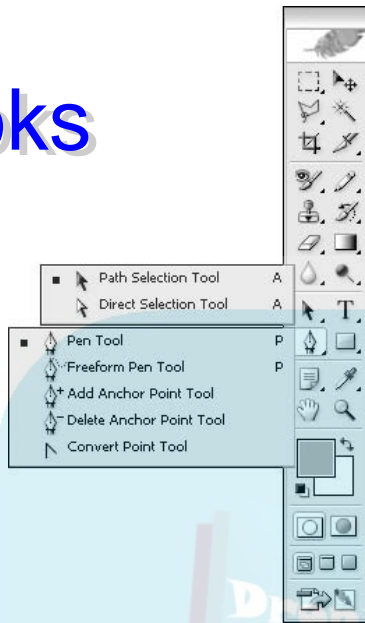 oks
Path Selection Tool A
Direct Selection Tool A
Pen Tool P
Freeform Pen Tool P
Add Anchor Point Tool
Delete Anchor Point Tool
Convert Point Tool
T